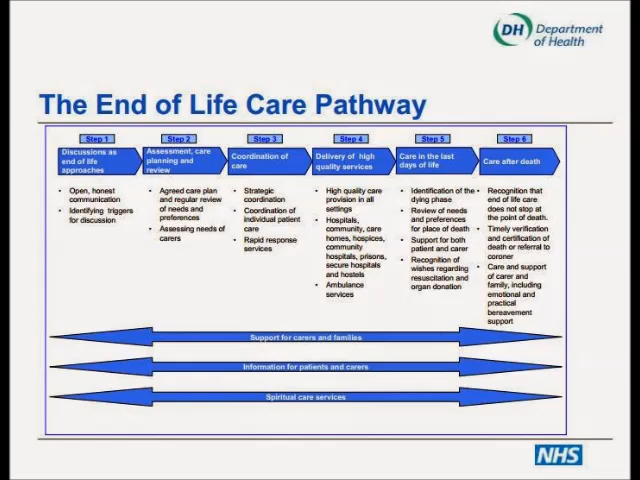 DH Department
of Health
The End of Life Care Pathway
Step 1
Step 2
Step 3
Step 4
Step 5
Step 6
Discussions as
end of life
approaches
Assessment, care
planning and
review
Coordination of
care
Delivery of high
quality services
Care in the last
days of life
Care after death
• Open, honest
communication
• Identifying triggers
for discussion
• Agreed care plan
and regular review
of needs and
preferences
• Assessing needs of
carers
• Strategic
coordination
• Coordination of
individual patient
care
• Rapid response
services
• High quality care
provision in all
settings
• Hospitals,
community, care
homes, hospices,
community
hospitals, prisons,
secure hospitals
and hostels
• Ambulance
services
• Identification of the
dying phase
• Review of needs
and preferences
for place of death
• Support for both
patient and carer
• Recognition of
wishes regarding
resuscitation and
organ donation
• Recognition that
end of life care
does not stop at
the point of death.
• Timely verification
and certification of
death or referral to
coroner
• Care and support
of carer and
family, including
emotional and
practical
bereavement
support
Support for carers and families
Information for patients and carers
Spiritual care services
NHS